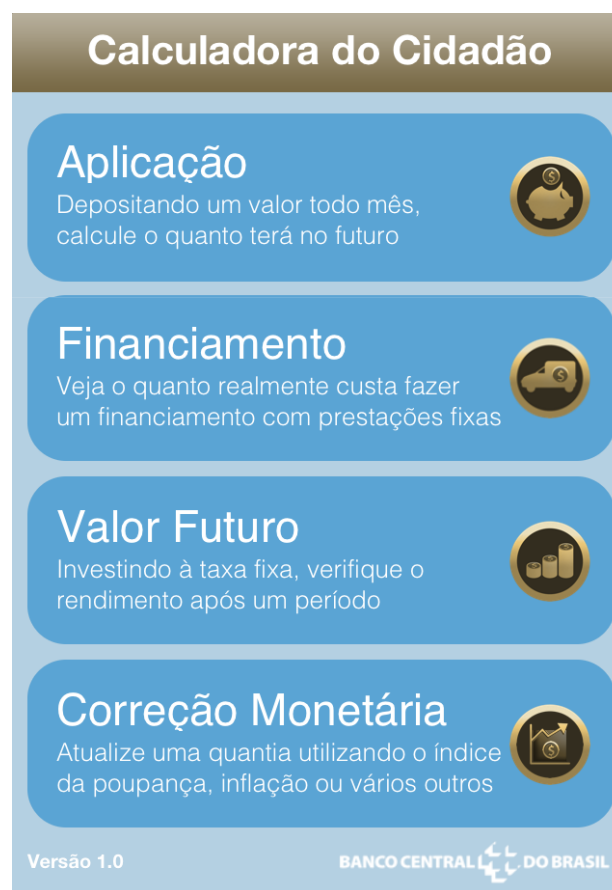 Calculadora do Cidadão
Aplicação
Depositando um valor todo mês,
calcule o quanto terá no futuro
Financiamento
Veja o quanto realmente custa fazer
um financiamento com prestações fixas
Valor Futuro
Investindo à taxa fixa, verifique o
rendimento após um período
Correção Monetária
Atualize uma quantia utilizando o índice
da poupança, inflação ou vários outros
Versão 1.0
BANCO CENTRAL DO BRASIL